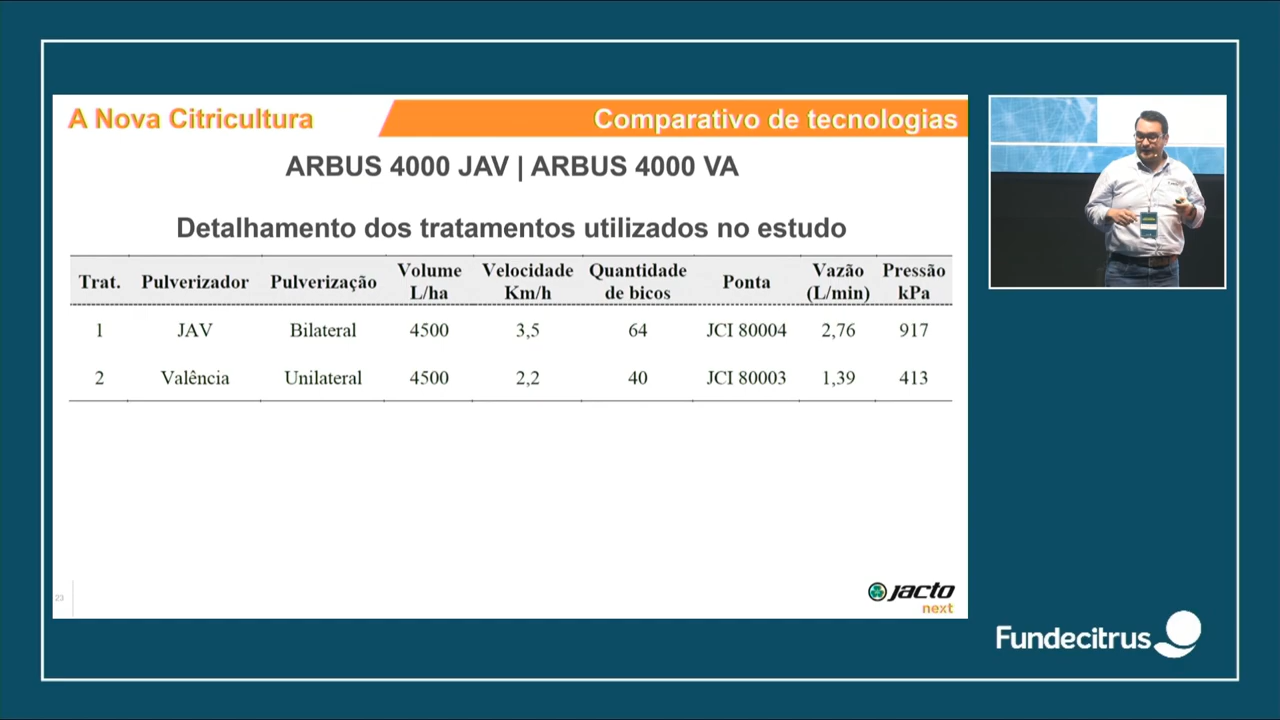 A Nova Citricultura
Comparativo de tecnologias
ARBUS 4000 JAV | ARBUS 4000 VA
Detalhamento dos tratamentos utilizados no estudo
Trat. Pulverizador Pulverização Volume L/ha Velocidade Km/h Quantidade de bicos Ponta Vazão (L/min) Pressão kPa
1 JAV Bilateral 4500 3,5 64 JCI 80004 2,76 917
2 Valência Unilateral 4500 2,2 40 JCI 80003 1,39 413
23
jacto
next
Fundecitrus